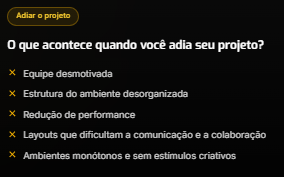 Adiar o projeto
O que acontece quando você adia seu projeto?
× Equipe desmotivada
× Estrutura do ambiente desorganizada
× Redução de performance
× Layouts que dificultam a comunicação e a colaboração
× Ambientes monótonos e sem estímulos criativos